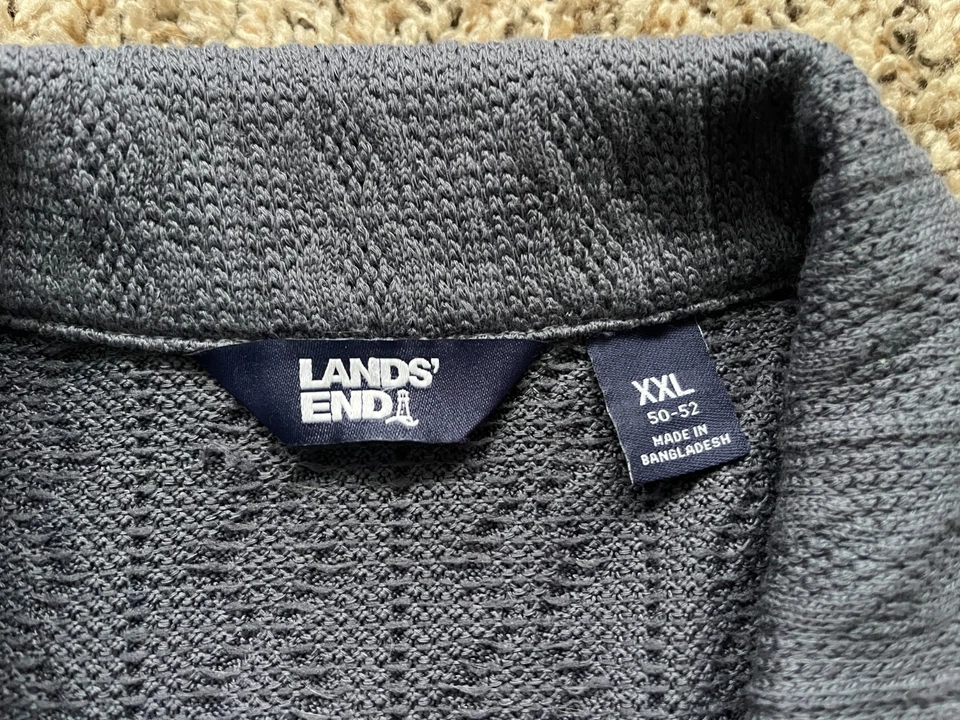 LANDS'
END
XXL
50-52
MADE IN
BANGLADESH